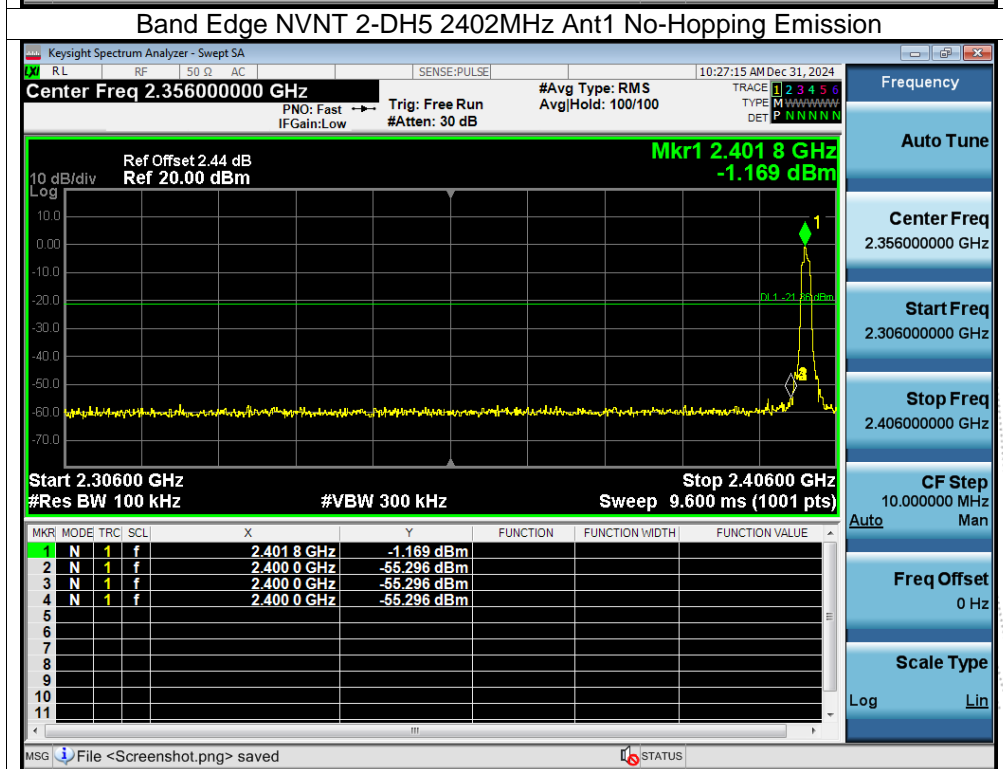 Band Edge NVNT 2-DH5 2402MHz Ant1 No-Hopping Emission
Keysight Spectrum Analyzer - Swept SA
LXI RL RF 50 Ω AC SENSE:PULSE 10:27:15 AM Dec 31, 2024
Center Freq 2.356000000 GHz
PNO: Fast
IFGain:Low
Trig: Free Run
#Atten: 30 dB
#Avg Type: RMS
Avg|Hold: 100/100
TRACE 1 2 3 4 5 6
TYPE M WWWWW
DET P N N N N N
Frequency
Auto Tune
Center Freq
2.356000000 GHz
Start Freq
2.306000000 GHz
Stop Freq
2.406000000 GHz
CF Step
10.000000 MHz
Auto Man
Freq Offset
0 Hz
Scale Type
Log Lin
Mkr1 2.401 8 GHz
-1.169 dBm
Ref Offset 2.44 dB
10 dB/div Ref 20.00 dBm
Log
10.0
0.00
-10.0
-20.0
-30.0
-40.0
-50.0
-60.0
-70.0
1
Start 2.30600 GHz Stop 2.40600 GHz
#Res BW 100 kHz #VBW 300 kHz Sweep 9.600 ms (1001 pts)
MKR MODE TRC SCL X Y FUNCTION FUNCTION WIDTH FUNCTION VALUE
1 N 1 f 2.401 8 GHz -1.169 dBm
2 N 1 f 2.400 0 GHz -55.296 dBm
3 N 1 f 2.400 0 GHz -55.296 dBm
4 N 1 f 2.400 0 GHz -55.296 dBm
5
6
7
8
9
10
11
MSG File <Screenshot.png> saved STATUS